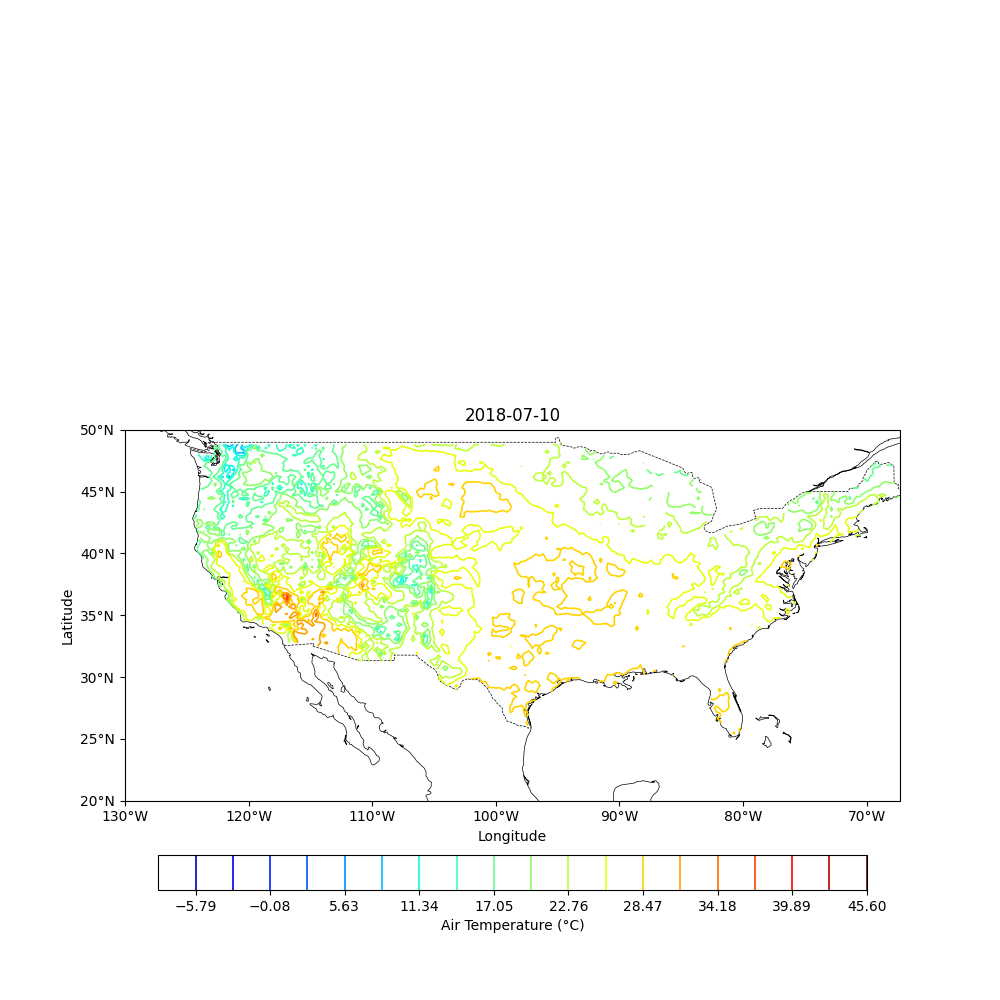 2018-07-10
50°N
45°N
40°N
35°N
30°N
25°N
20°N
Latitude
130°W 120°W 110°W 100°W 90°W 80°W 70°W
Longitude
−5.79 −0.08 5.63 11.34 17.05 22.76 28.47 34.18 39.89 45.60
Air Temperature (°C)